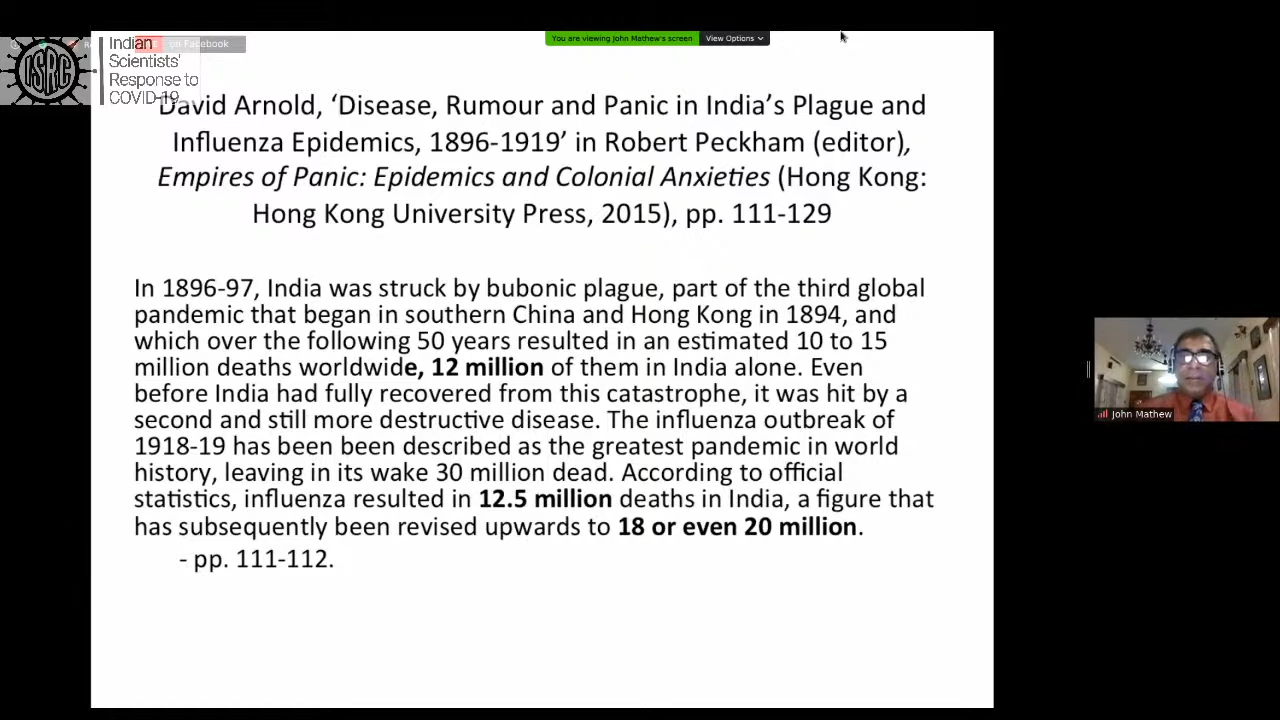 You are viewing John Mathew's screen
View Options
on Facebook
ISRC
Indian
Scientists'
Response to
COVID-19
David Arnold, ‘Disease, Rumour and Panic in India’s Plague and
Influenza Epidemics, 1896-1919’ in Robert Peckham (editor),
Empires of Panic: Epidemics and Colonial Anxieties (Hong Kong:
Hong Kong University Press, 2015), pp. 111-129
In 1896-97, India was struck by bubonic plague, part of the third global
pandemic that began in southern China and Hong Kong in 1894, and
which over the following 50 years resulted in an estimated 10 to 15
million deaths worldwide, 12 million of them in India alone. Even
before India had fully recovered from this catastrophe, it was hit by a
second and still more destructive disease. The influenza outbreak of
1918-19 has been been described as the greatest pandemic in world
history, leaving in its wake 30 million dead. According to official
statistics, influenza resulted in 12.5 million deaths in India, a figure that
has subsequently been revised upwards to 18 or even 20 million.
- pp. 111-112.
John Mathew